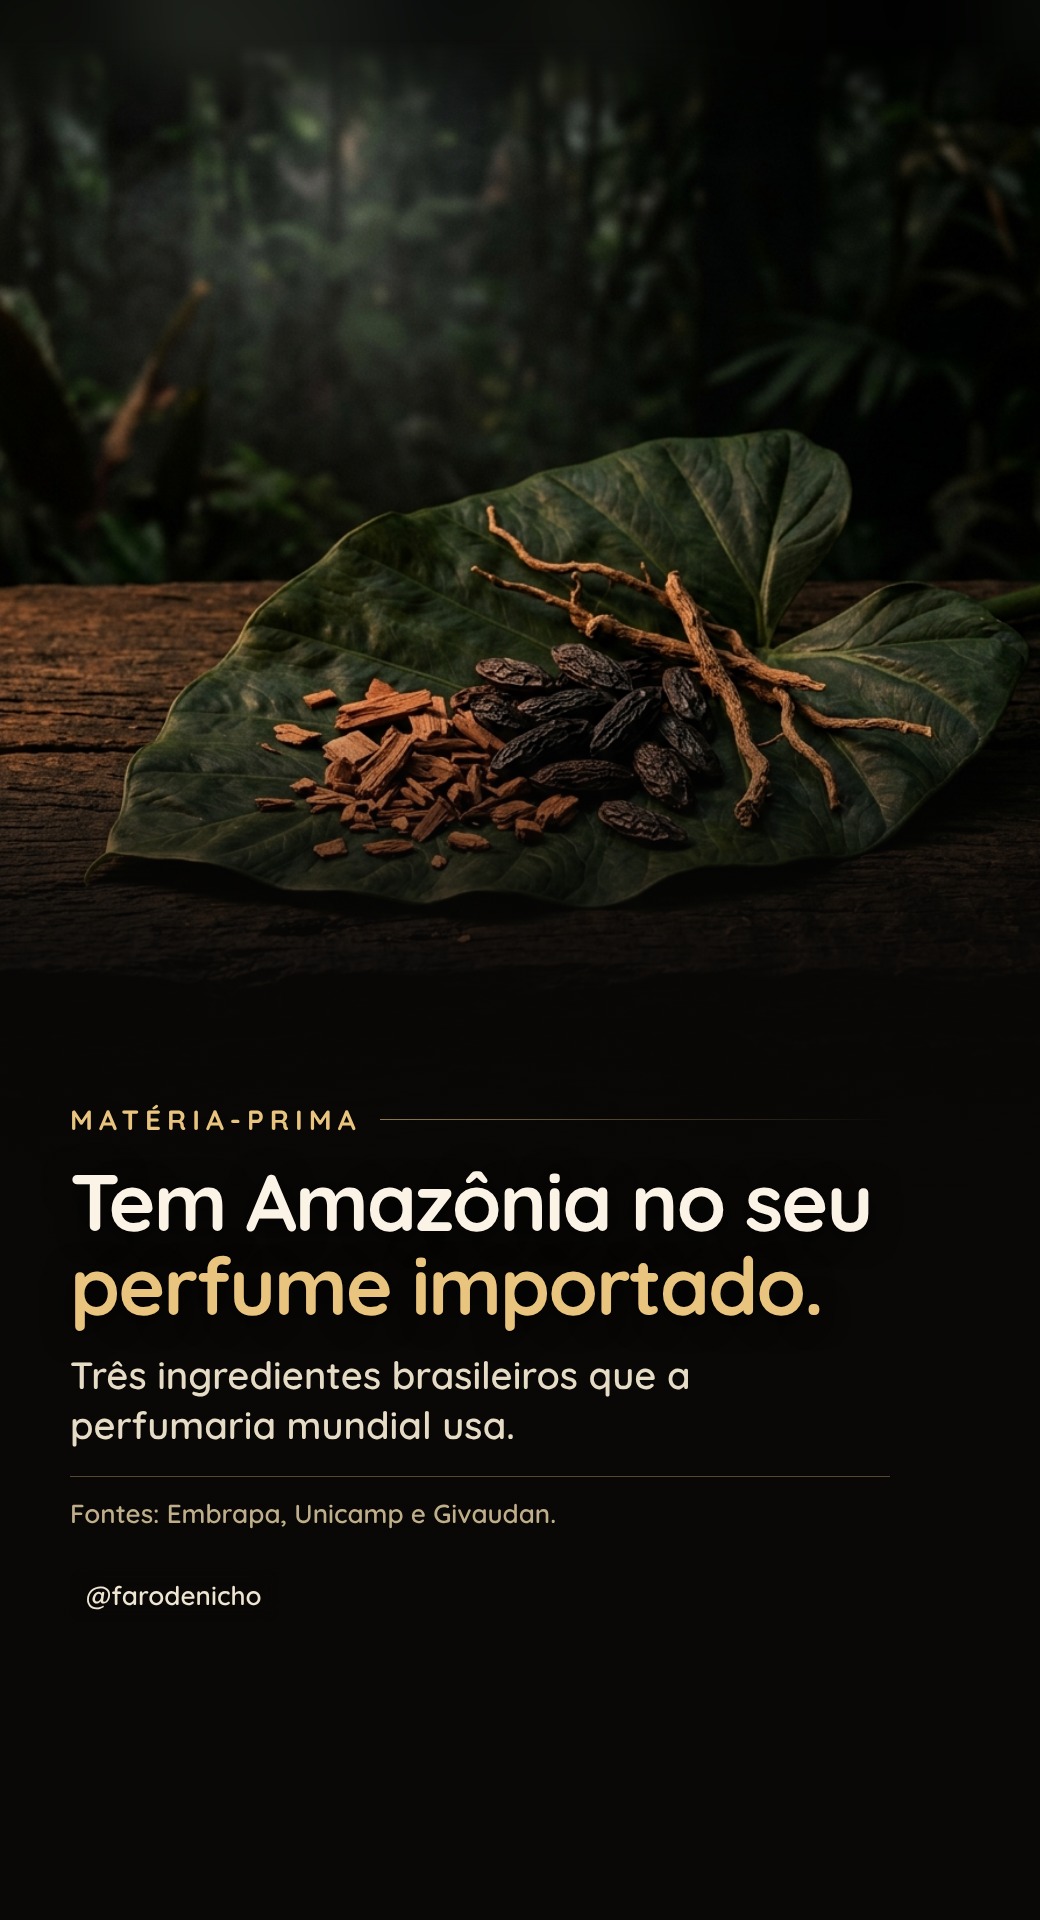 MATÉRIA-PRIMA
Tem Amazônia no seu
perfume importado.
Três ingredientes brasileiros que a
perfumaria mundial usa.
Fontes: Embrapa, Unicamp e Givaudan.
@farodenicho